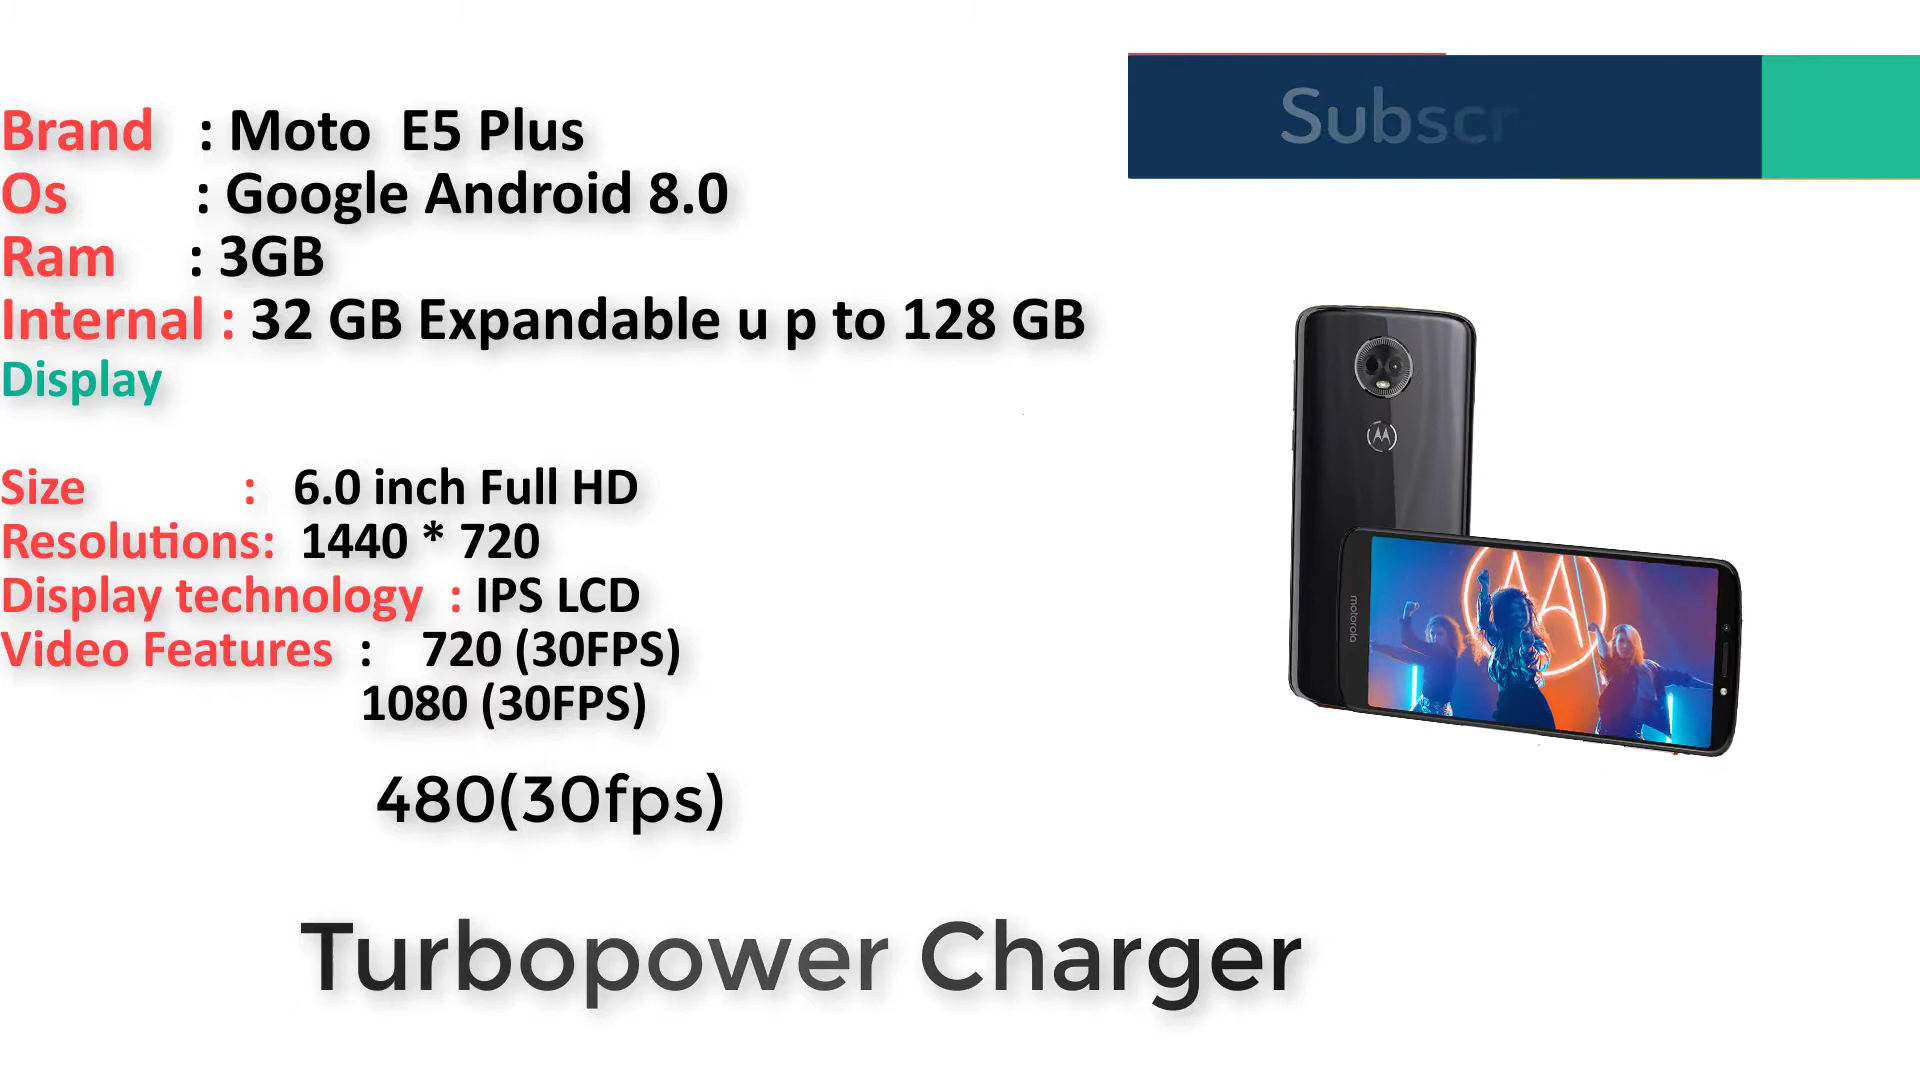 Subscr
Brand : Moto E5 Plus
Os : Google Android 8.0
Ram : 3GB
Internal : 32 GB Expandable u p to 128 GB
Display
Size : 6.0 inch Full HD
Resolutions: 1440 * 720
Display technology : IPS LCD
Video Features : 720 (30FPS)
1080 (30FPS)
480(30fps)
motorola
Turbopower Charger